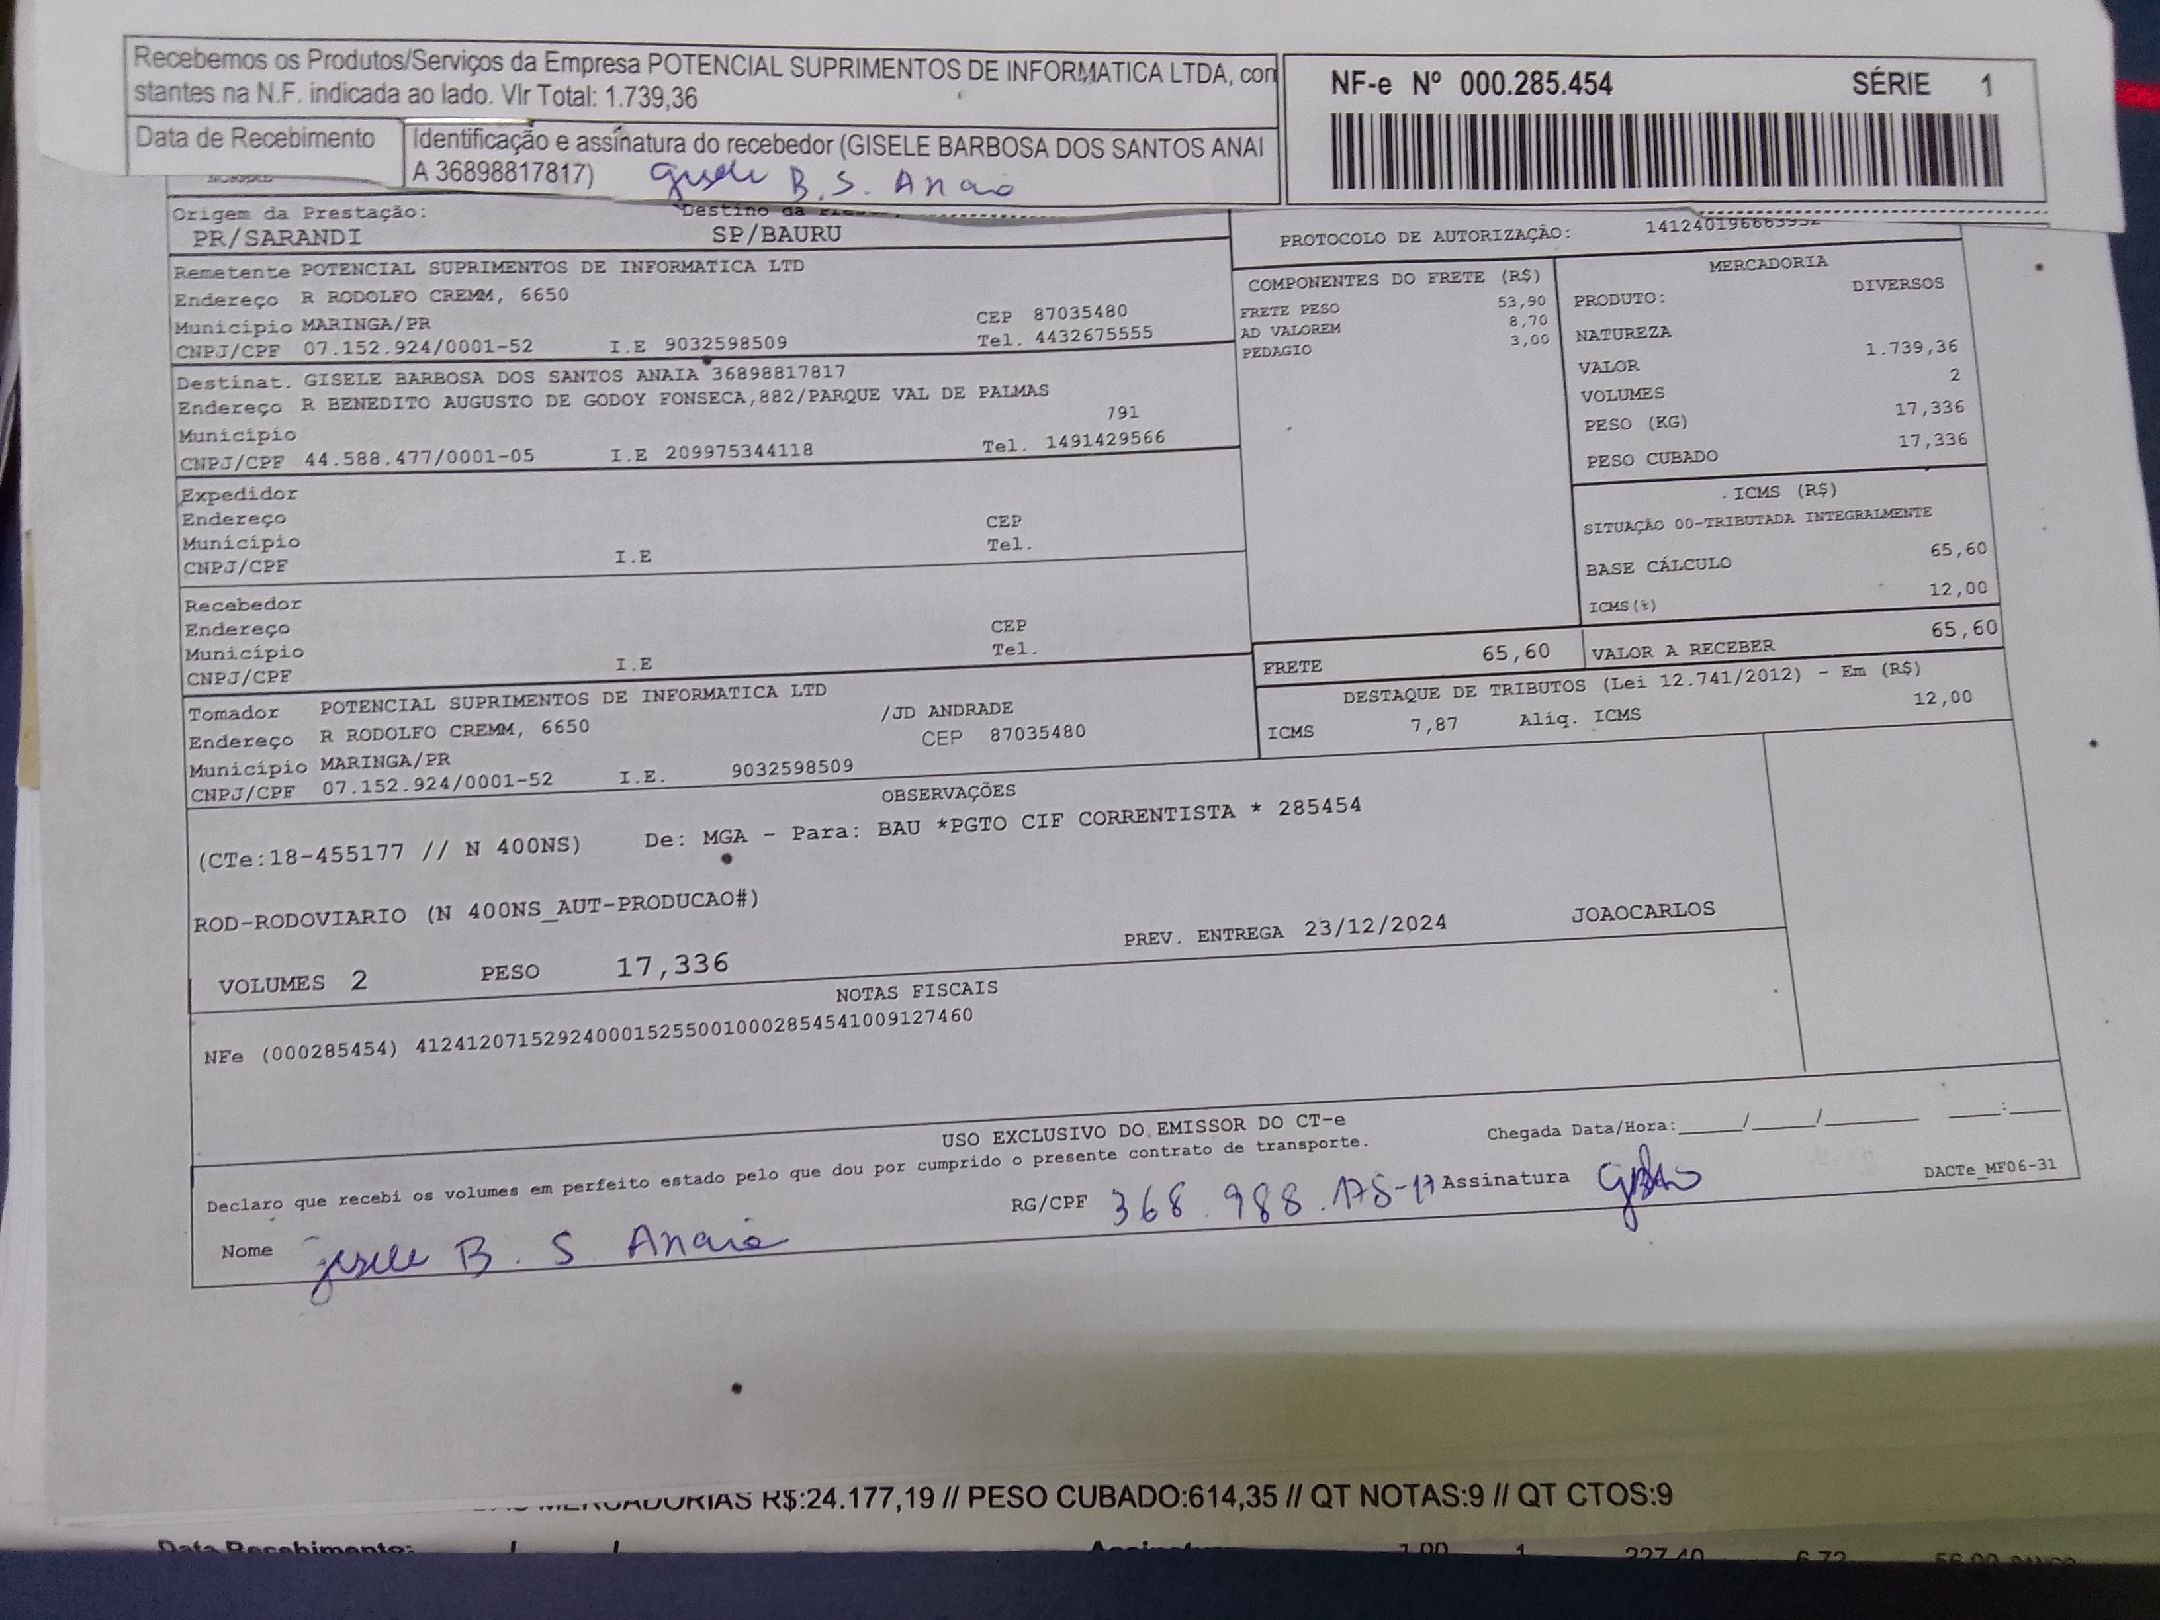 Recebemos os Produtos/Serviços da Empresa POTENCIAL SUPRIMENTOS DE INFORMATICA LTDA, con
stantes na N.F. indicada ao lado. Vlr Total: 1.739,36
Data de Recebimento
Identificação e assinatura do recebedor (GISELE BARBOSA DOS SANTOS ANAI
A 36898817817) Gisele B. S. Anaia
NF-e Nº 000.285.454 SÉRIE 1
Origem da Prestação: Destino da
PR/SARANDI SP/BAURU
PROTOCOLO DE AUTORIZAÇÃO:
Remetente POTENCIAL SUPRIMENTOS DE INFORMATICA LTD
Endereço R RODOLFO CREMM, 6650
Município MARINGA/PR CEP 87035480
CNPJ/CPF 07.152.924/0001-52 I.E 9032598509 Tel. 4432675555
Destinat. GISELE BARBOSA DOS SANTOS ANAIA 36898817817
Endereço R BENEDITO AUGUSTO DE GODOY FONSECA,882/PARQUE VAL DE PALMAS
Município 791
CNPJ/CPF 44.588.477/0001-05 I.E 209975344118 Tel. 1491429566
Expedidor
Endereço CEP
Município Tel.
CNPJ/CPF I.E
Recebedor
Endereço CEP
Município Tel.
CNPJ/CPF I.E
Tomador POTENCIAL SUPRIMENTOS DE INFORMATICA LTD
Endereço R RODOLFO CREMM, 6650 /JD ANDRADE
Município MARINGA/PR CEP 87035480
CNPJ/CPF 07.152.924/0001-52 I.E. 9032598509
COMPONENTES DO FRETE (R$)
FRETE PESO 53,90
AD VALOREM 8,70
PEDAGIO 3,00
MERCADORIA
PRODUTO: DIVERSOS
NATUREZA
VALOR 1.739,36
VOLUMES 2
PESO (KG) 17,336
PESO CUBADO 17,336
ICMS (R$)
SITUAÇÃO 00-TRIBUTADA INTEGRALMENTE
BASE CÁLCULO 65,60
ICMS(%) 12,00
FRETE 65,60 VALOR A RECEBER 65,60
DESTAQUE DE TRIBUTOS (Lei 12.741/2012) - Em (R$)
ICMS 7,87 Alíq. ICMS 12,00
OBSERVAÇÕES
(CTe:18-455177 // N 400NS) De: MGA - Para: BAU *PGTO CIF CORRENTISTA * 285454
ROD-RODOVIARIO (N 400NS_AUT-PRODUCAO#)
PREV. ENTREGA 23/12/2024 JOAOCARLOS
VOLUMES 2 PESO 17,336
NOTAS FISCAIS
NFe (000285454) 41241207152924000152550010002854541009127460
USO EXCLUSIVO DO EMISSOR DO CT-e
Declaro que recebi os volumes em perfeito estado pelo que dou por cumprido o presente contrato de transporte.
Chegada Data/Hora:_____/_____/_______ ____:____
Nome Gisele B. S Anaia RG/CPF 368.988.178-17 Assinatura
DACTe_MF06-31
MERCADORIAS R$:24.177,19 // PESO CUBADO:614,35 // QT NOTAS:9 // QT CTOS:9
Data Recebimento: